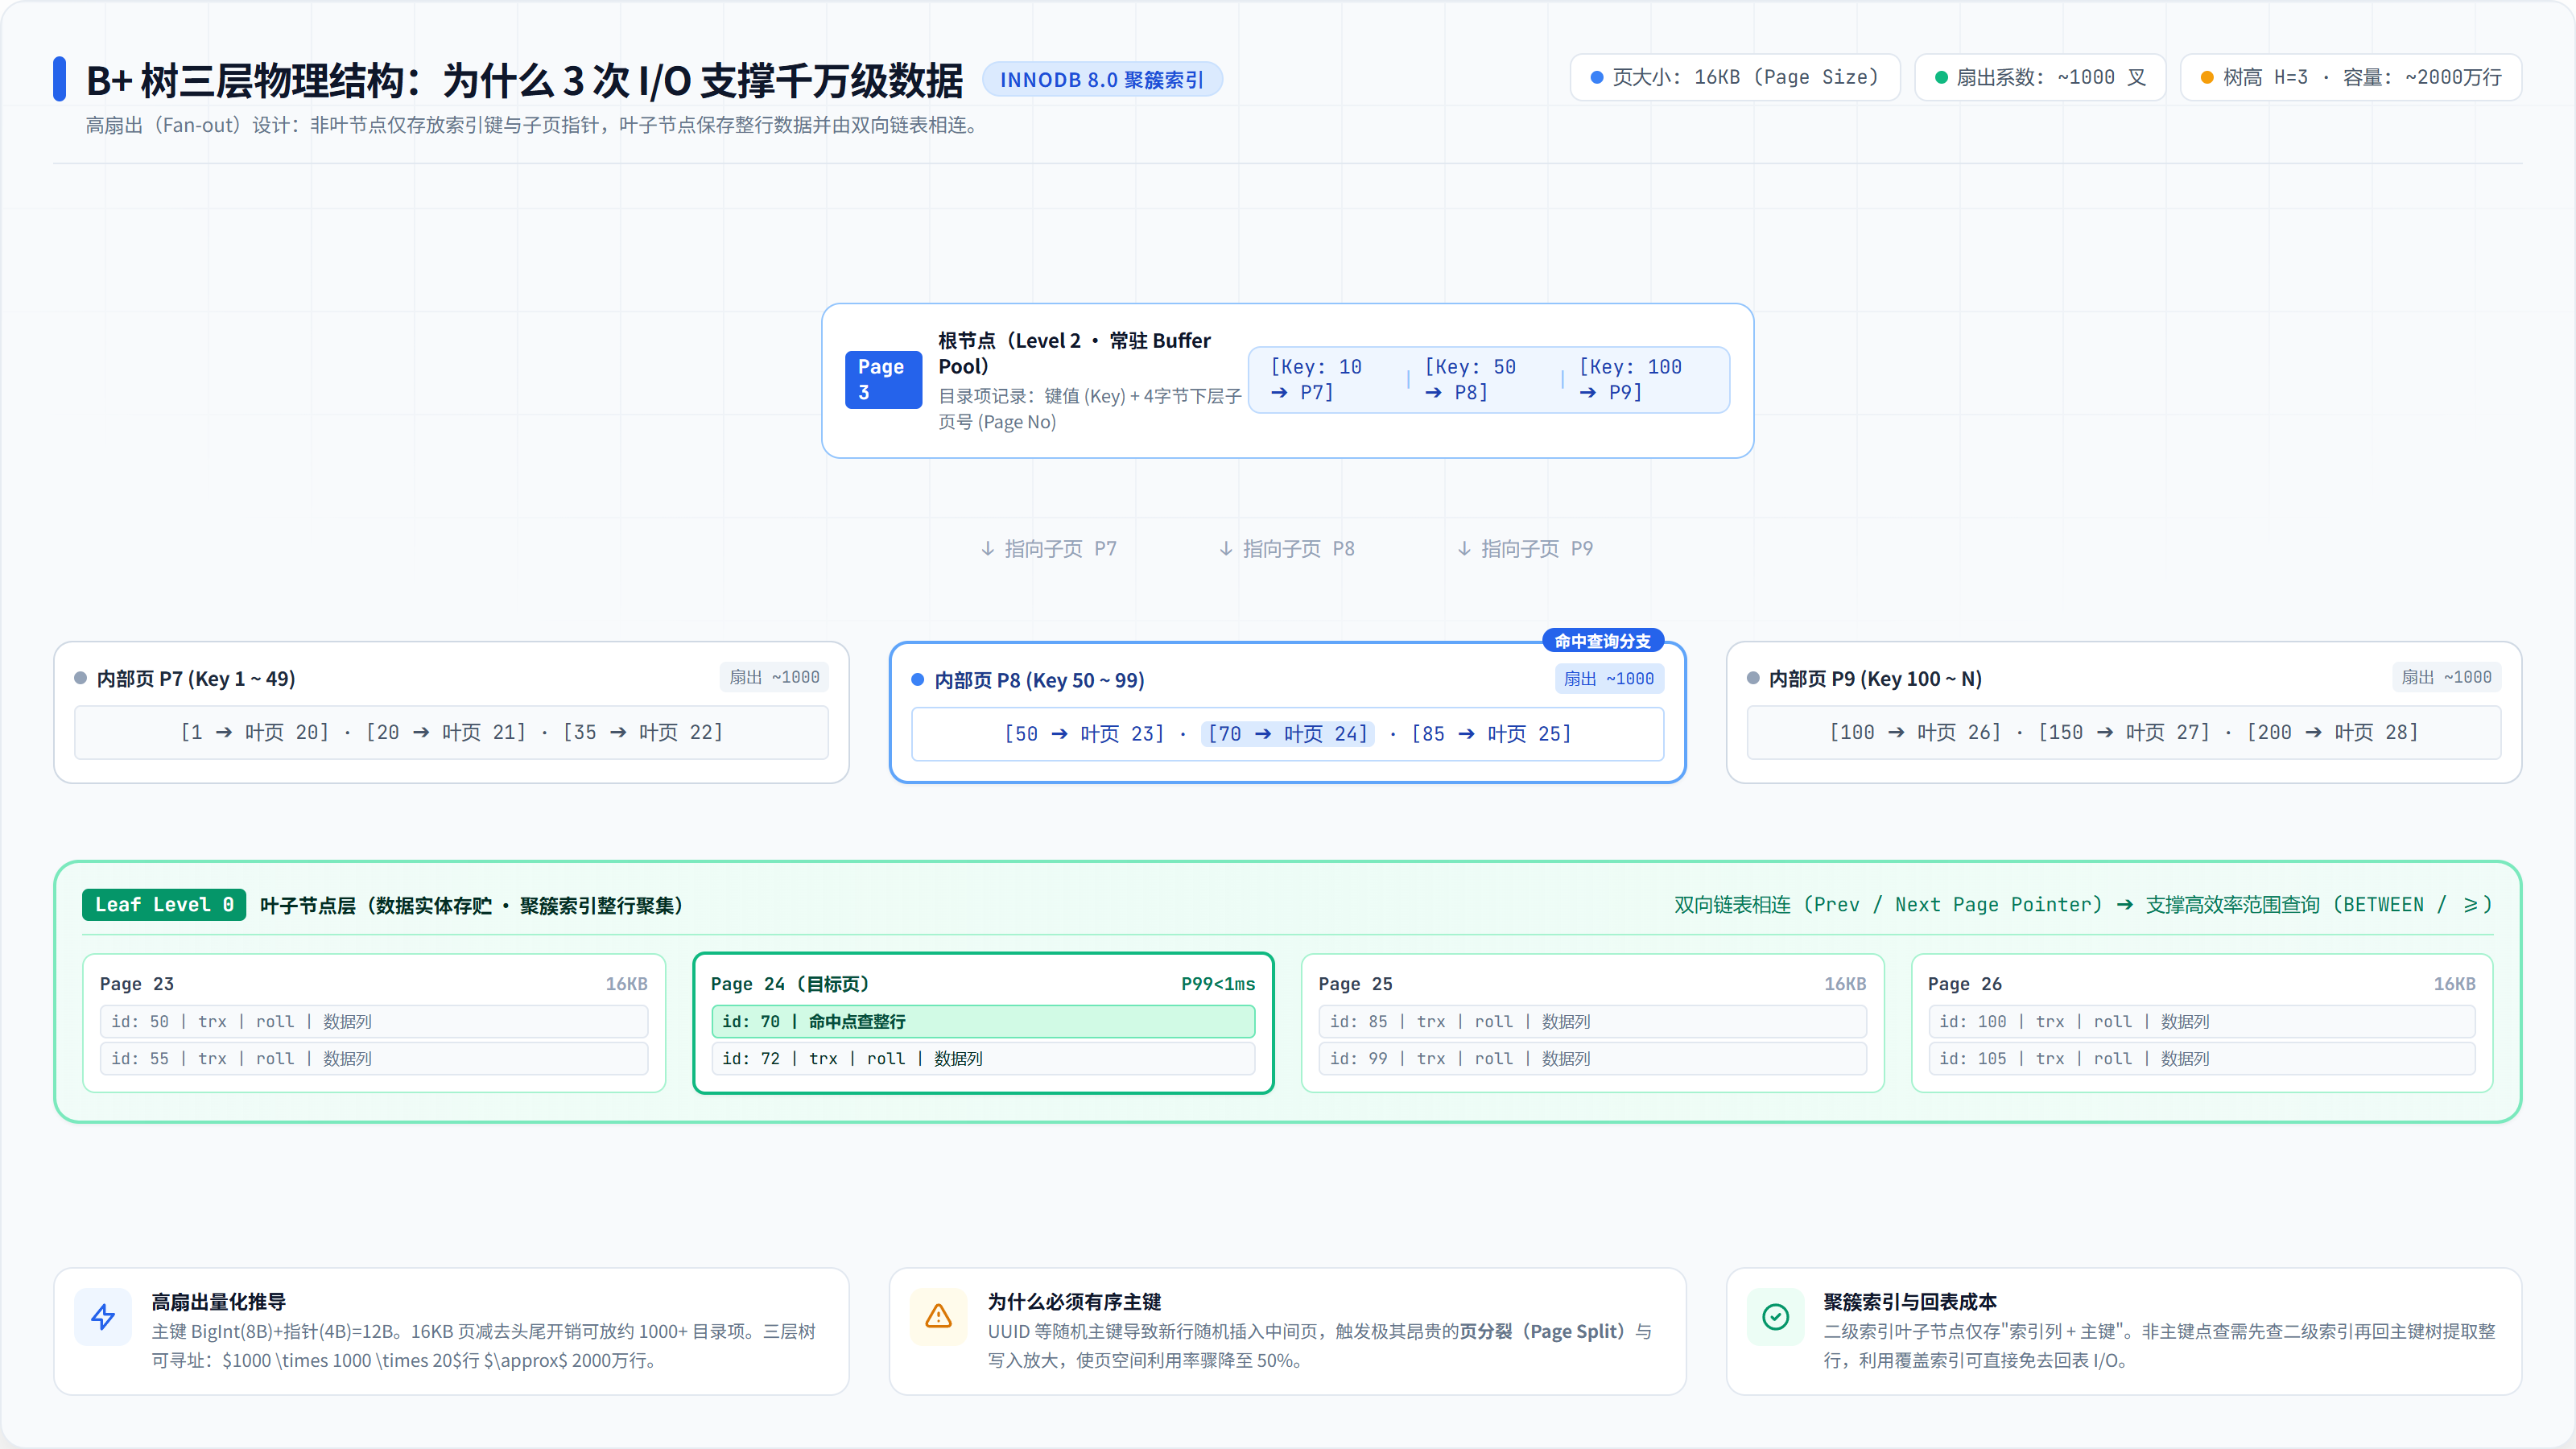 B+ 树三层物理结构：为什么 3 次 I/O 支撑千万级数据
INNODB 8.0 聚簇索引
页大小: 16KB (Page Size)
扇出系数: ~1000 叉
树高 H=3 · 容量: ~2000万行
高扇出（Fan-out）设计：非叶节点仅存放索引键与子页指针，叶子节点保存整行数据并由双向链表相连。
Page
3
根节点（Level 2 · 常驻 Buffer
Pool）
目录项记录：键值 (Key) + 4字节下层子
页号 (Page No)
[Key: 10
➔ P7]
|
[Key: 50
➔ P8]
|
[Key: 100
➔ P9]
↓ 指向子页 P7
↓ 指向子页 P8
↓ 指向子页 P9
内部页 P7 (Key 1 ~ 49)
扇出 ~1000
[1 ➔ 叶页 20] · [20 ➔ 叶页 21] · [35 ➔ 叶页 22]
命中查询分支
内部页 P8 (Key 50 ~ 99)
扇出 ~1000
[50 ➔ 叶页 23] · [70 ➔ 叶页 24] · [85 ➔ 叶页 25]
内部页 P9 (Key 100 ~ N)
扇出 ~1000
[100 ➔ 叶页 26] · [150 ➔ 叶页 27] · [200 ➔ 叶页 28]
Leaf Level 0
叶子节点层（数据实体存贮 · 聚簇索引整行聚集）
双向链表相连 (Prev / Next Page Pointer) ➔ 支撑高效率范围查询 (BETWEEN / ≥)
Page 23
16KB
id: 50 | trx | roll | 数据列
id: 55 | trx | roll | 数据列
Page 24 (目标页)
P99<1ms
id: 70 | 命中点查整行
id: 72 | trx | roll | 数据列
Page 25
16KB
id: 85 | trx | roll | 数据列
id: 99 | trx | roll | 数据列
Page 26
16KB
id: 100 | trx | roll | 数据列
id: 105 | trx | roll | 数据列
高扇出量化推导
主键 BigInt(8B)+指针(4B)=12B。16KB 页减去头尾开销可放约 1000+ 目录项。三层树
可寻址：$1000 \times 1000 \times 20$行 $\approx$ 2000万行。
为什么必须有序主键
UUID 等随机主键导致新行随机插入中间页，触发极其昂贵的页分裂（Page Split）与
写入放大，使页空间利用率骤降至 50%。
聚簇索引与回表成本
二级索引叶子节点仅存"索引列 + 主键"。非主键点查需先查二级索引再回主键树提取整
行，利用覆盖索引可直接免去回表 I/O。